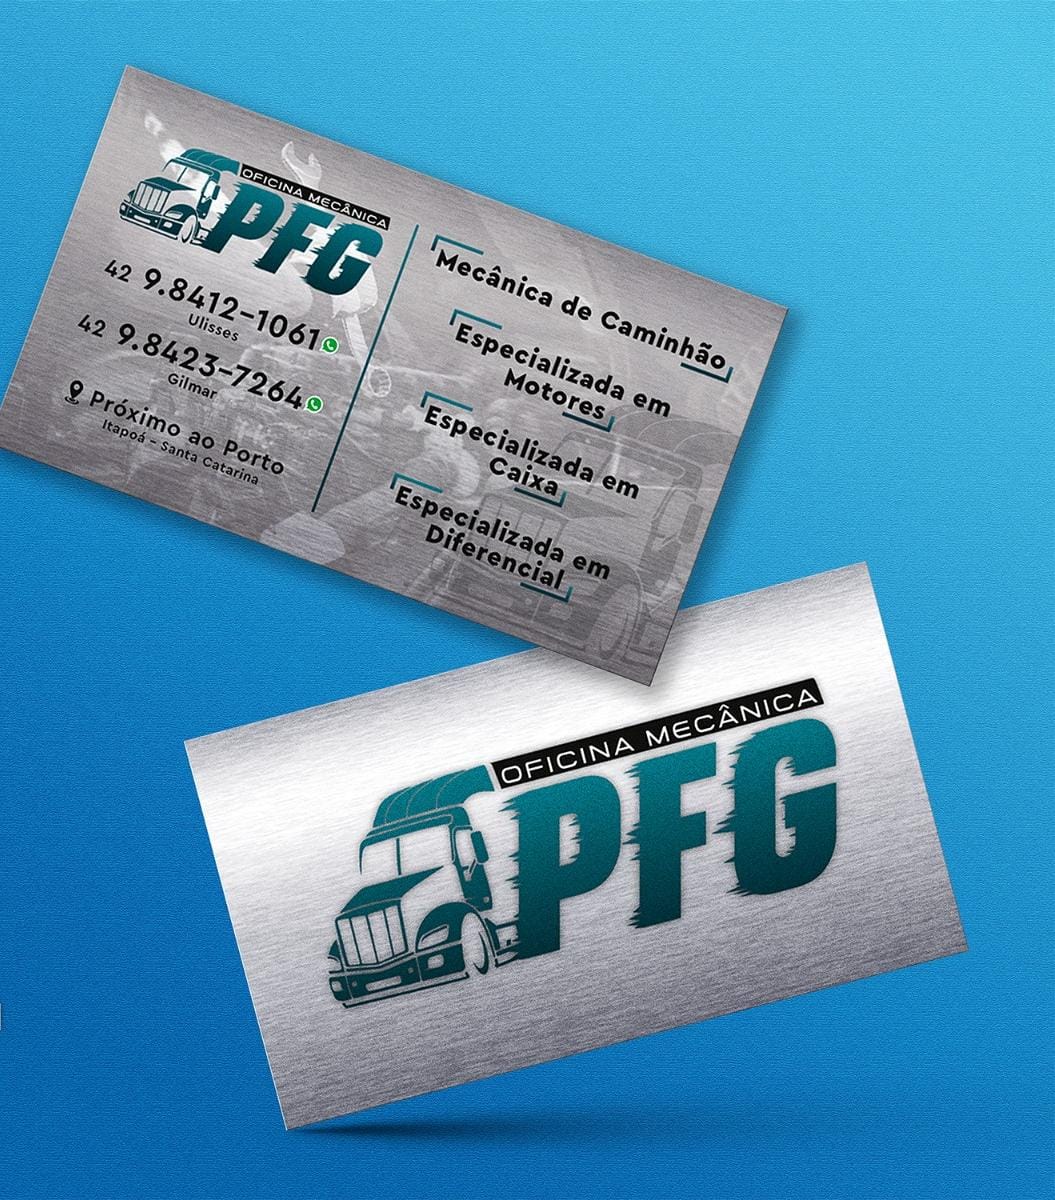 OFICINA MECÂNICA
PFG
42 9.8412-1061
Ulisses
42 9.8423-7264
Gilmar
Próximo ao Porto
Itapoá - Santa Catarina
Mecânica de Caminhão
Especializada em
Motores
Especializada em
Caixa
Especializada em
Diferencial
OFICINA MECÂNICA
PFG